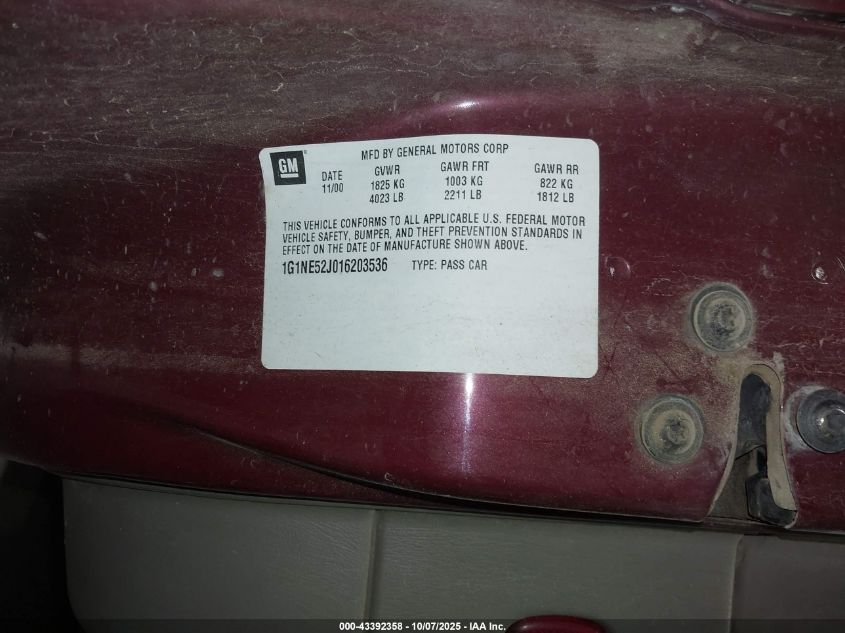 GM
MFD BY GENERAL MOTORS CORP
DATE GVWR GAWR FRT GAWR RR
11/00 1825 KG 1003 KG 822 KG
4023 LB 2211 LB 1812 LB
THIS VEHICLE CONFORMS TO ALL APPLICABLE U.S. FEDERAL MOTOR
VEHICLE SAFETY, BUMPER, AND THEFT PREVENTION STANDARDS IN
EFFECT ON THE DATE OF MANUFACTURE SHOWN ABOVE.
1G1NE52J016203536 TYPE: PASS CAR
000-43392358 - 10/07/2025 - IAA Inc.